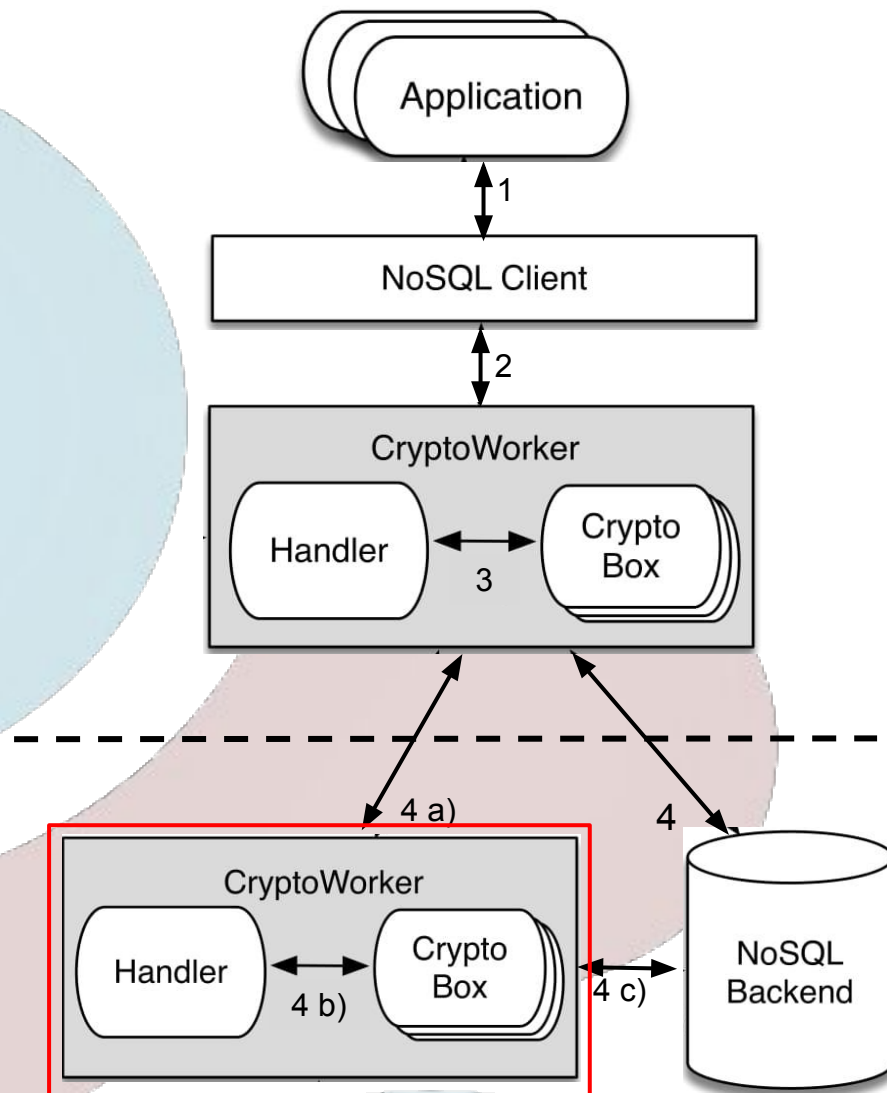 Application
1
NoSQL Client
2
CryptoWorker
Handler
3
Crypto
Box
4 a)
4
CryptoWorker
Handler
4 b)
Crypto
Box
4 c)
NoSQL
Backend